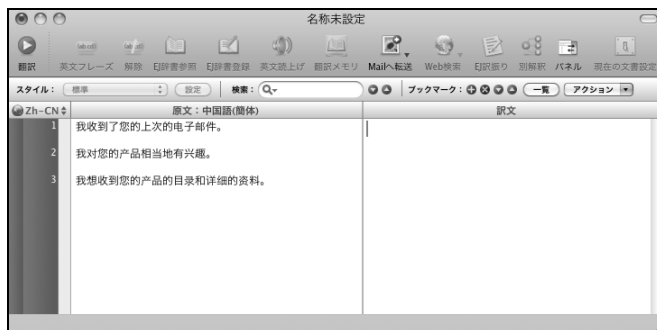 名称未設定
翻訳 英文フレーズ 解除 EJ辞書参照 EJ辞書登録 英文読上げ 翻訳メモリ Mailへ転送 Web検索 EJ訳振り 別解釈 パネル 現在の文書設定
スタイル： 標準 設定 検索： ブックマーク： 一覧 アクション
Zh-CN 原文：中国語(簡体) 訳文
1 我收到了您的上次的电子邮件。
2 我对您的产品相当地有兴趣。
3 我想收到您的产品的目录和详细的资料。